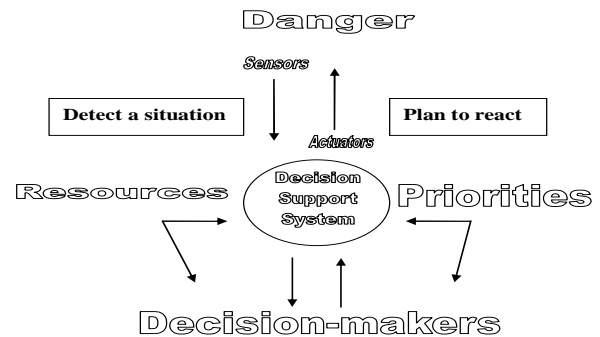 Danger
Sensors
Detect a situation
Plan to react
Actuators
Decision
Support
System
Resources
Priorities
Decision-makers